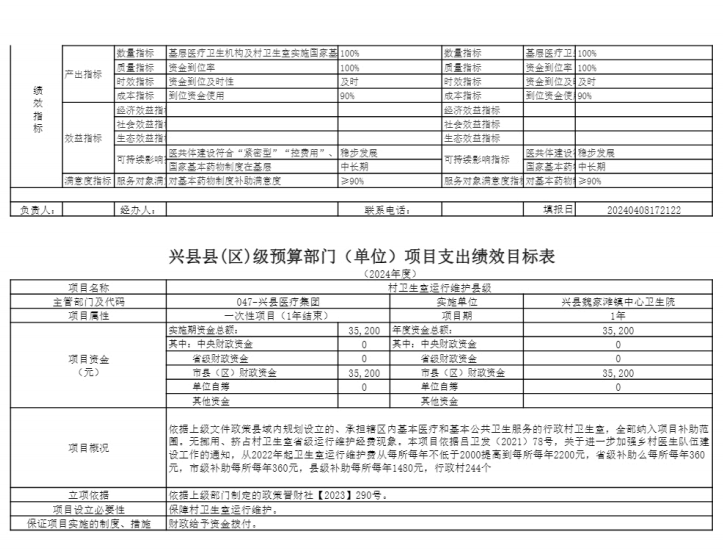 绩效指标 产出指标 数量指标 基层医疗卫生机构及村卫生室实施国家基 100% 数量指标 基层医疗卫生 100%
质量指标 资金到位率 100% 质量指标 资金到位率 100%
时效指标 资金到位及时性 及时 时效指标 资金到位及 及时
成本指标 到位资金使用 90% 成本指标 到位资金使 90%
效益指标 经济效益指标 经济效益指标
社会效益指标 社会效益指标
生态效益指标 生态效益指标
可持续影响指 医共体建设符合“紧密型”“控费用”、 稳步发展 可持续影响指标 医共体建设 稳步发展
国家基本药物制度在基层 中长期 国家基本药 中长期
满意度指标 服务对象满 对基本药物制度补助满意度 ≥90% 服务对象满意度指 对基本药物 ≥90%
负责人： 经办人： 联系电话： 填报日 20240408172122
兴县县(区)级预算部门（单位）项目支出绩效目标表
（2024年度）
项目名称 村卫生室运行维护县级
主管部门及代码 047-兴县医疗集团 实施单位 兴县魏家滩镇中心卫生院
项目属性 一次性项目（1年结束） 项目期 1年
项目资金
（元）
实施期资金总额： 35,200 年度资金总额： 35,200
其中：中央财政资金 0 其中：中央财政资金 0
省级财政资金 0 省级财政资金 0
市县（区）财政资金 35,200 市县（区）财政资金 35,200
单位自筹 0 单位自筹 0
其他资金 其他资金
项目概况
依据上级文件政策县域内规划设立的、承担辖区内基本医疗和基本公共卫生服务的行政村卫生室，全部纳入项目补助范
围。无挪用、挤占村卫生室省级运行维护经费现象。本项目依据吕卫发（2021）78号，关于进一步加强乡村医生队伍建
设工作的通知，从2022年起卫生室运行维护费从每所每年不低于2000提高到每所每年2200元，省级补助么每所每年360
元，市级补助每所每年360元，县级补助每所每年1480元，行政村244个
立项依据 依据上级部门制定的政策晋财社【2023】290号。
项目设立必要性 保障村卫生室运行维护。
保证项目实施的制度、措施 财政给予资金拨付。